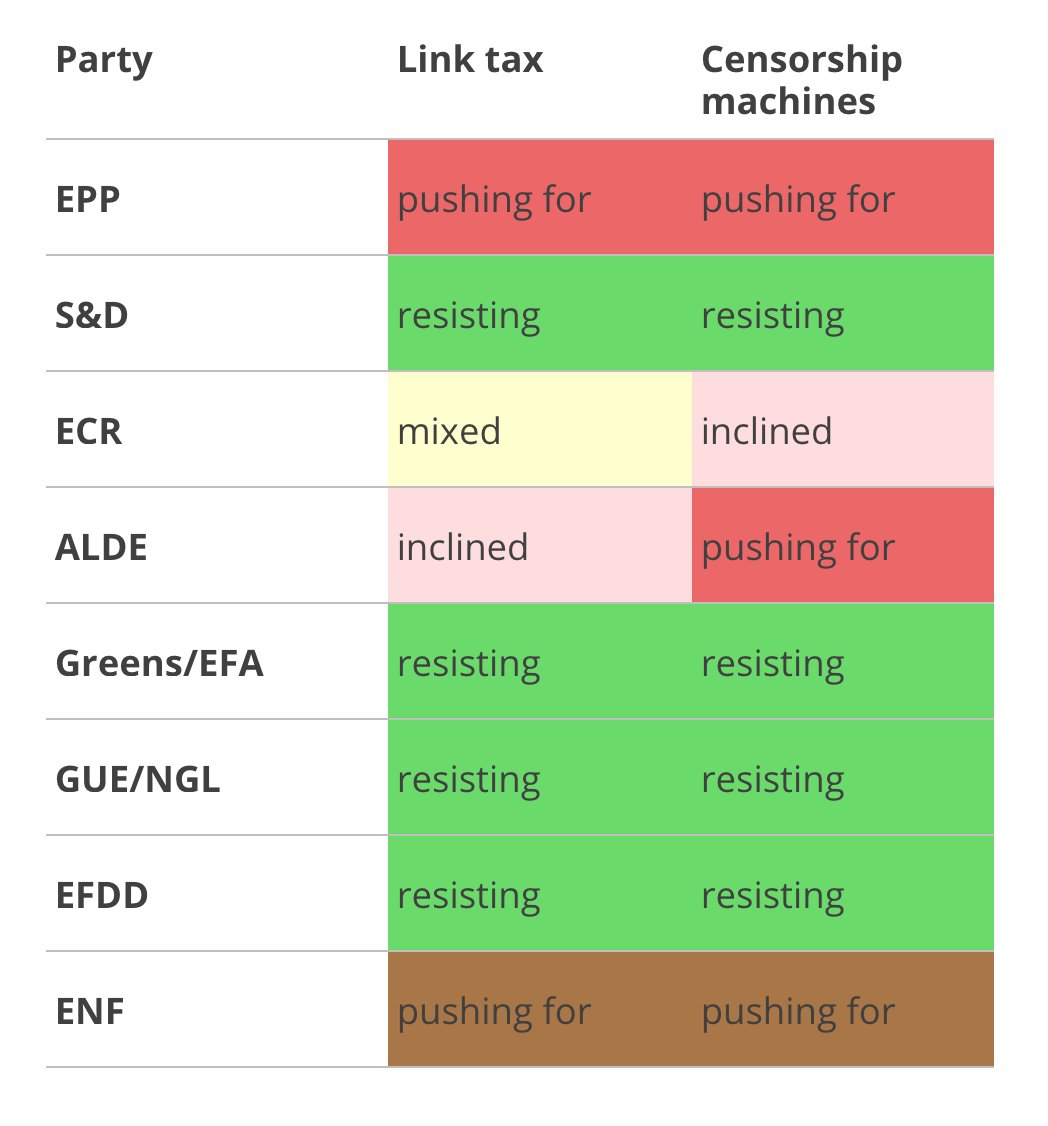 Party Link tax Censorship
machines
EPP pushing for pushing for
S&D resisting resisting
ECR mixed inclined
ALDE inclined pushing for
Greens/EFA resisting resisting
GUE/NGL resisting resisting
EFDD resisting resisting
ENF pushing for pushing for